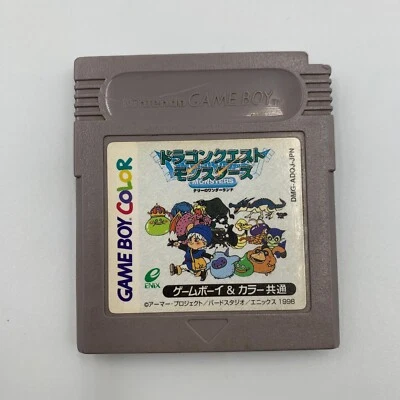 Nintendo GAME BOY
GAME BOY COLOR
ドラゴンクエスト
モンスターズ
MONSTERS
テリーのワンダーランド
DMG-ADQJ-JPN
ENIX
ゲームボーイ & カラー共通
©アーマー・プロジェクト/バードスタジオ/エニックス 1998